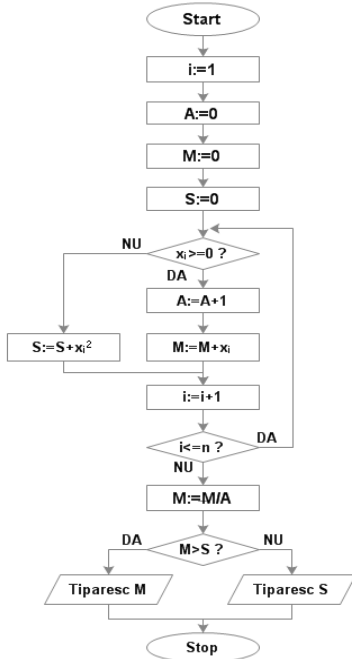 Start
i:=1
A:=0
M:=0
S:=0
NU
xᵢ>=0 ?
DA
A:=A+1
S:=S+xᵢ²
M:=M+xᵢ
i:=i+1
i<=n ?
DA
NU
M:=M/A
DA
M>S ?
NU
Tiparesc M
Tiparesc S
Stop